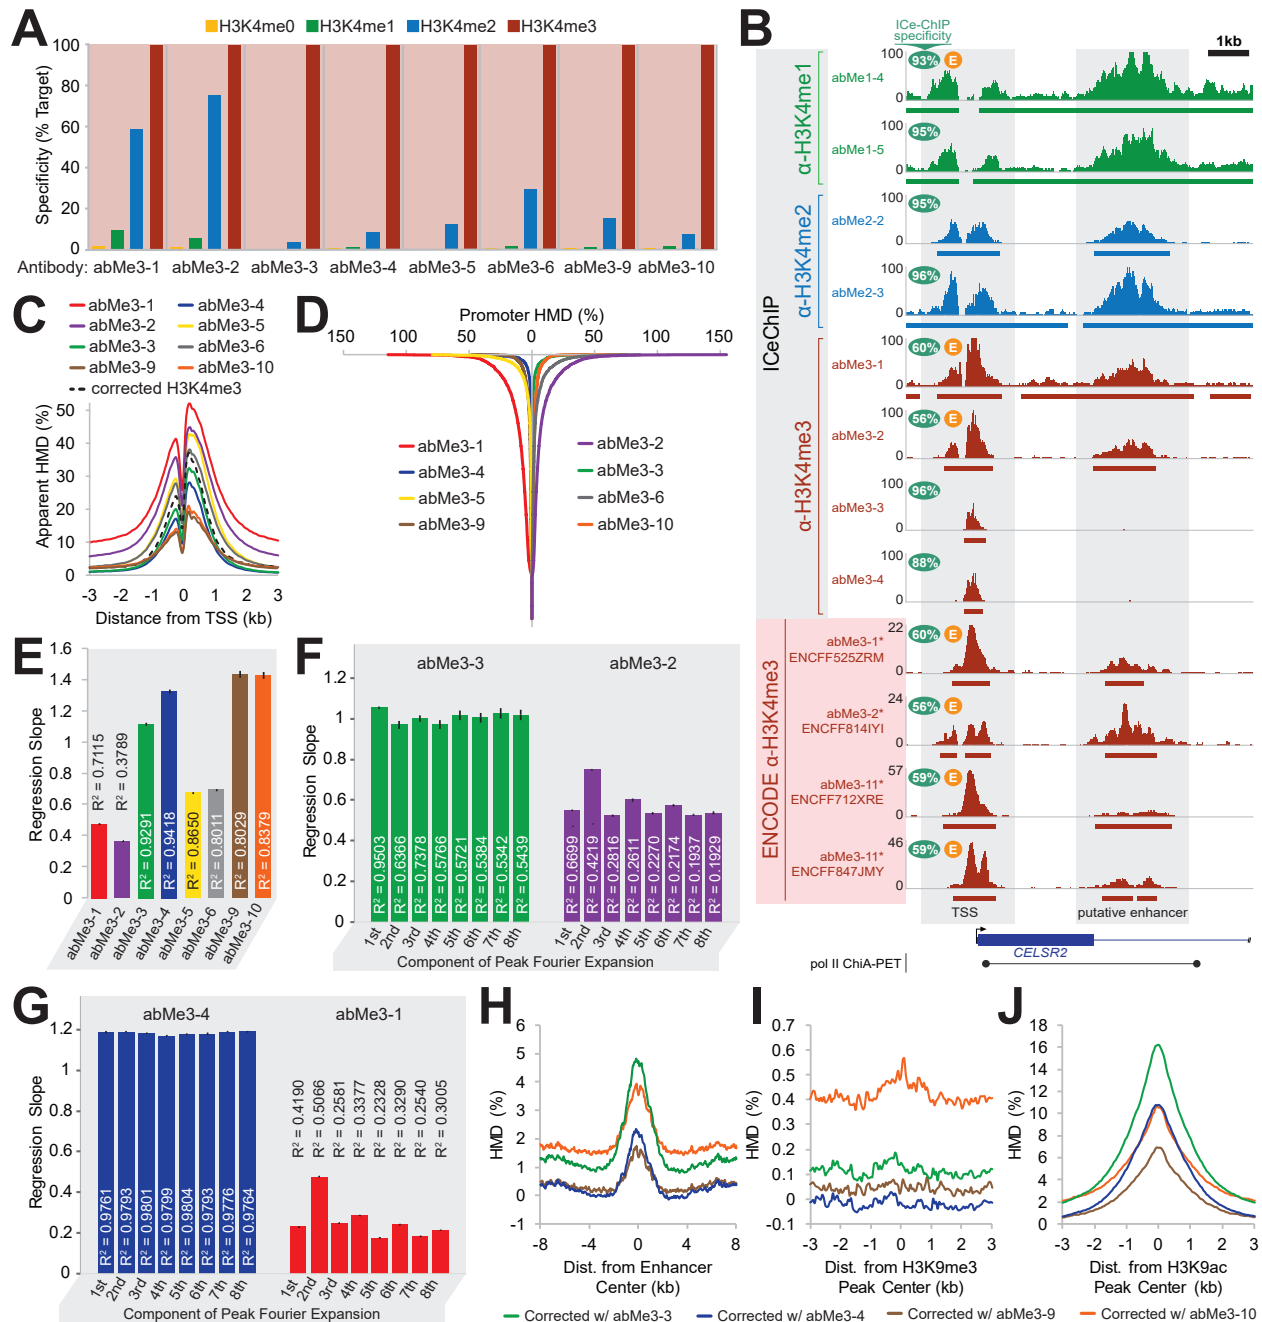 A
H3K4me0 H3K4me1 H3K4me2 H3K4me3
Specificity (% Target)
100
80
60
40
20
0
Antibody: abMe3-1 abMe3-2 abMe3-3 abMe3-4 abMe3-5 abMe3-6 abMe3-9 abMe3-10
B
ICe-ChIP
specificity
1kb
ICeChIP
α-H3K4me1
abMe1-4
100
0
93% E
abMe1-5
100
0
95%
α-H3K4me2
abMe2-2
100
0
95%
abMe2-3
100
0
96%
α-H3K4me3
abMe3-1
100
0
60% E
abMe3-2
100
0
56% E
abMe3-3
100
0
96%
abMe3-4
100
0
88%
ENCODE α-H3K4me3
abMe3-1*
ENCFF525ZRM
22
0
60% E
abMe3-2*
ENCFF814IYI
24
0
56% E
abMe3-11*
ENCFF712XRE
57
0
59% E
abMe3-11*
ENCFF847JMY
46
0
59% E
TSS putative enhancer
CELSR2
pol II ChiA-PET
C
abMe3-1 abMe3-4
abMe3-2 abMe3-5
abMe3-3 abMe3-6
abMe3-9 abMe3-10
corrected H3K4me3
Apparent HMD (%)
50
40
30
20
10
0
-3 -2 -1 0 1 2 3
Distance from TSS (kb)
D
Promoter HMD (%)
150 100 50 0 50 150
abMe3-1 abMe3-2
abMe3-4 abMe3-3
abMe3-5 abMe3-6
abMe3-9 abMe3-10
E
Regression Slope
1.6
1.4
1.2
1
0.8
0.6
0.4
0.2
0
R² = 0.7115
R² = 0.3789
R² = 0.9291
R² = 0.9418
R² = 0.8650
R² = 0.8011
R² = 0.8029
R² = 0.8379
abMe3-1
abMe3-2
abMe3-3
abMe3-4
abMe3-5
abMe3-6
abMe3-9
abMe3-10
F
abMe3-3 abMe3-2
Regression Slope
1.2
1
0.8
0.6
0.4
0.2
0
R² = 0.9503
R² = 0.6366
R² = 0.7378
R² = 0.5766
R² = 0.5721
R² = 0.5384
R² = 0.5342
R² = 0.5439
R² = 0.6699
R² = 0.4219
R² = 0.2816
R² = 0.2611
R² = 0.2270
R² = 0.2174
R² = 0.1937
R² = 0.1929
1st 2nd 3rd 4th 5th 6th 7th 8th 1st 2nd 3rd 4th 5th 6th 7th 8th
Component of Peak Fourier Expansion
G
abMe3-4 abMe3-1
Regression Slope
1.2
1
0.8
0.6
0.4
0.2
0
R² = 0.9761
R² = 0.9793
R² = 0.9801
R² = 0.9799
R² = 0.9804
R² = 0.9793
R² = 0.9776
R² = 0.9764
R² = 0.4190
R² = 0.5066
R² = 0.2581
R² = 0.3377
R² = 0.2328
R² = 0.3290
R² = 0.2540
R² = 0.3005
1st 2nd 3rd 4th 5th 6th 7th 8th 1st 2nd 3rd 4th 5th 6th 7th 8th
Component of Peak Fourier Expansion
H
HMD (%)
6
5
4
3
2
1
0
-1
-8 -4 0 4 8
Dist. from Enhancer
Center (kb)
I
HMD (%)
0.7
0.6
0.5
0.4
0.3
0.2
0.1
0
-0.1
-3 -2 -1 0 1 2 3
Dist. from H3K9me3
Peak Center (kb)
J
HMD (%)
18
16
14
12
10
8
6
4
2
0
-3 -2 -1 0 1 2 3
Dist. from H3K9ac
Peak Center (kb)
Corrected w/ abMe3-3 Corrected w/ abMe3-4 Corrected w/ abMe3-9 Corrected w/ abMe3-10